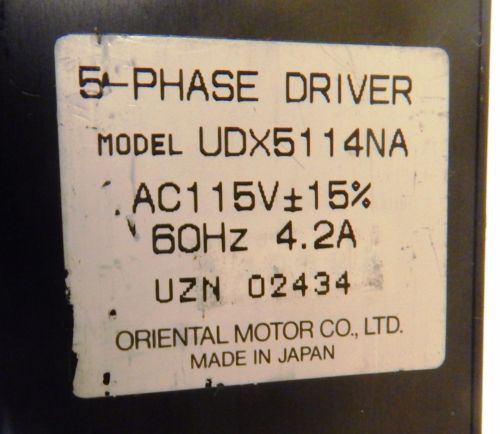 5-PHASE DRIVER
MODEL UDX5114NA
AC115V±15%
60Hz 4.2A
UZN 02434
ORIENTAL MOTOR CO., LTD.
MADE IN JAPAN